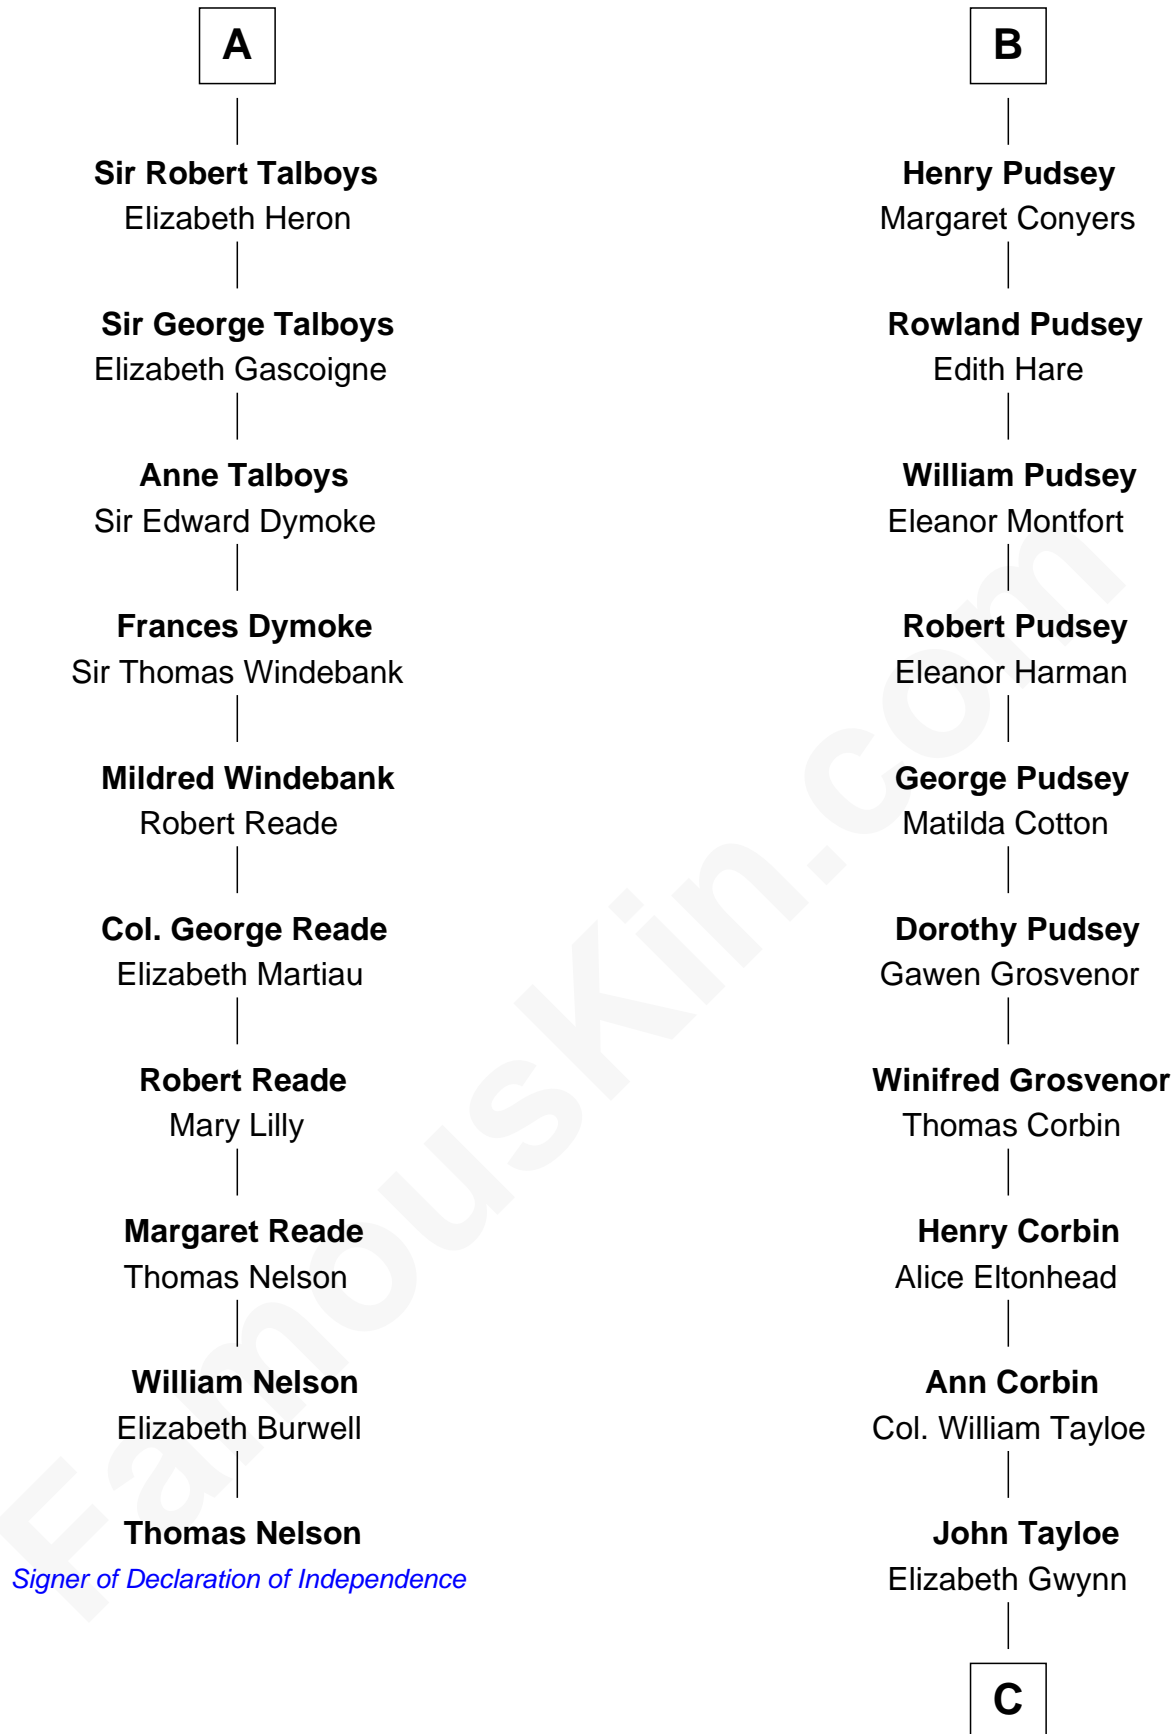 A
Sir Robert Talboys
Elizabeth Heron
Sir George Talboys
Elizabeth Gascoigne
Anne Talboys
Sir Edward Dymoke
Frances Dymoke
Sir Thomas Windebank
Mildred Windebank
Robert Reade
Col. George Reade
Elizabeth Martiau
Robert Reade
Mary Lilly
Margaret Reade
Thomas Nelson
William Nelson
Elizabeth Burwell
Thomas Nelson
Signer of Declaration of Independence
B
Henry Pudsey
Margaret Conyers
Rowland Pudsey
Edith Hare
William Pudsey
Eleanor Montfort
Robert Pudsey
Eleanor Harman
George Pudsey
Matilda Cotton
Dorothy Pudsey
Gawen Grosvenor
Winifred Grosvenor
Thomas Corbin
Henry Corbin
Alice Eltonhead
Ann Corbin
Col. William Tayloe
John Tayloe
Elizabeth Gwynn
C
FamousKin.com